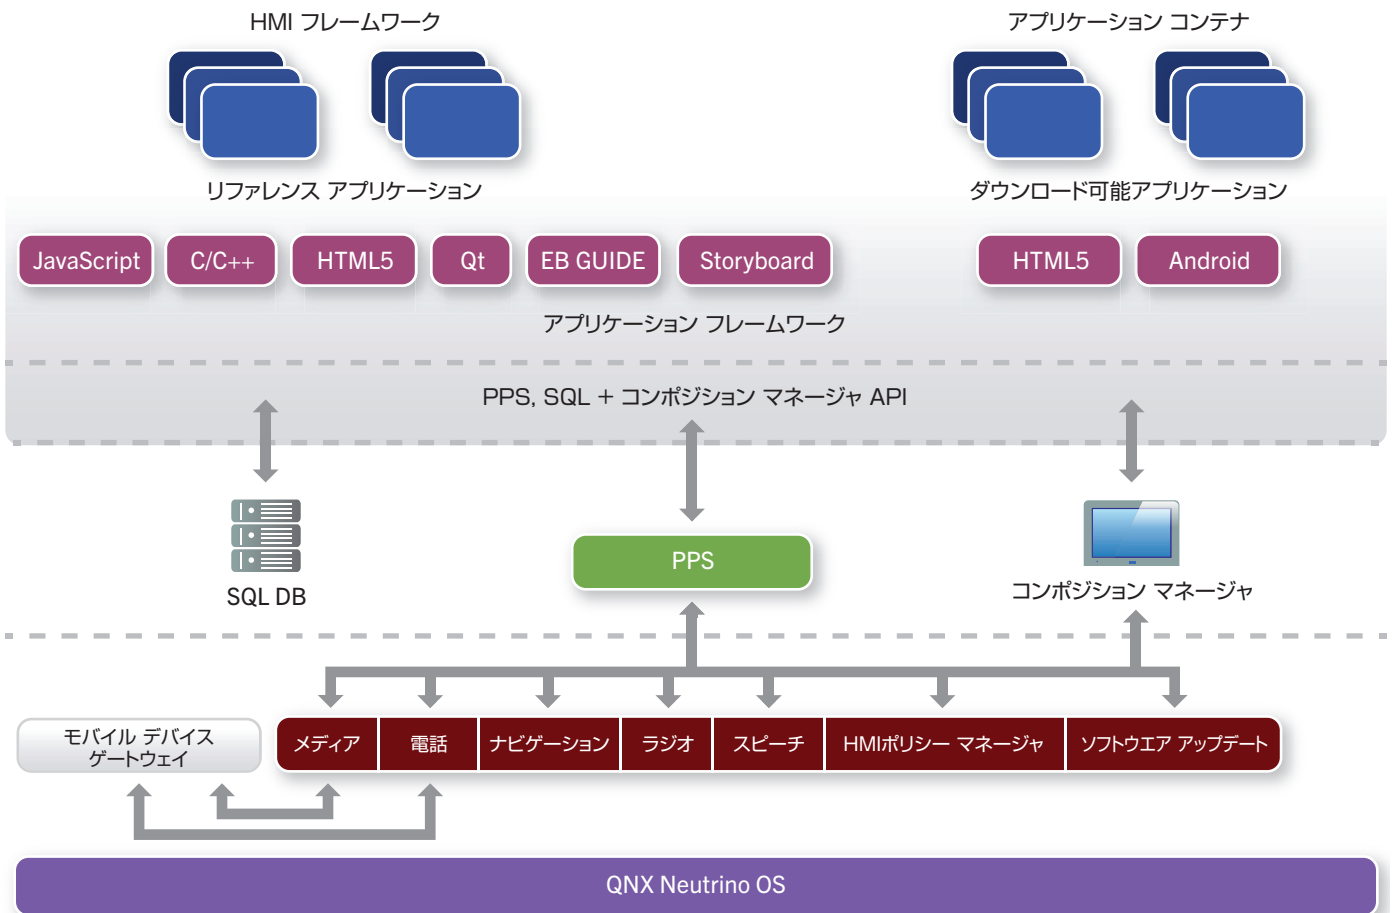 HMI フレームワーク
アプリケーション コンテナ
リファレンス アプリケーション
ダウンロード可能アプリケーション
JavaScript
C/C++
HTML5
Qt
EB GUIDE
Storyboard
HTML5
Android
アプリケーション フレームワーク
PPS, SQL + コンポジション マネージャ API
SQL DB
PPS
コンポジション マネージャ
モバイル デバイス
ゲートウェイ
メディア
電話
ナビゲーション
ラジオ
スピーチ
HMIポリシー マネージャ
ソフトウエア アップデート
QNX Neutrino OS